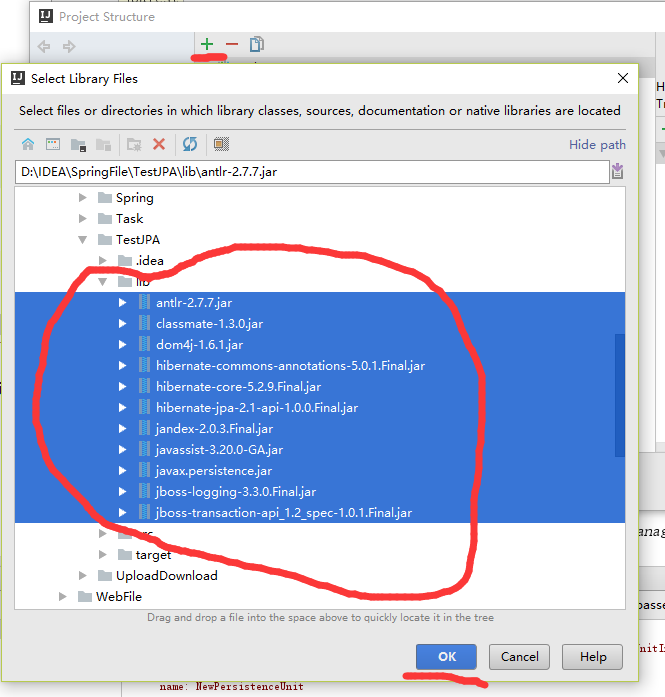 Project Structure
Select Library Files
Select files or directories in which library classes, sources, documentation or native libraries are located
Hide path
D:\IDEA\SpringFile\TestJPA\lib\antlr-2.7.7.jar
Spring
Task
TestJPA
.idea
lib
antlr-2.7.7.jar
classmate-1.3.0.jar
dom4j-1.6.1.jar
hibernate-commons-annotations-5.0.1.Final.jar
hibernate-core-5.2.9.Final.jar
hibernate-jpa-2.1-api-1.0.0.Final.jar
jandex-2.0.3.Final.jar
javassist-3.20.0-GA.jar
javax.persistence.jar
jboss-logging-3.3.0.Final.jar
jboss-transaction-api_1.2_spec-1.0.1.Final.jar
target
UploadDownload
WebFile
Drag and drop a file into the space above to quickly locate it in the tree
OK Cancel Help
name: NewPersistenceUnit